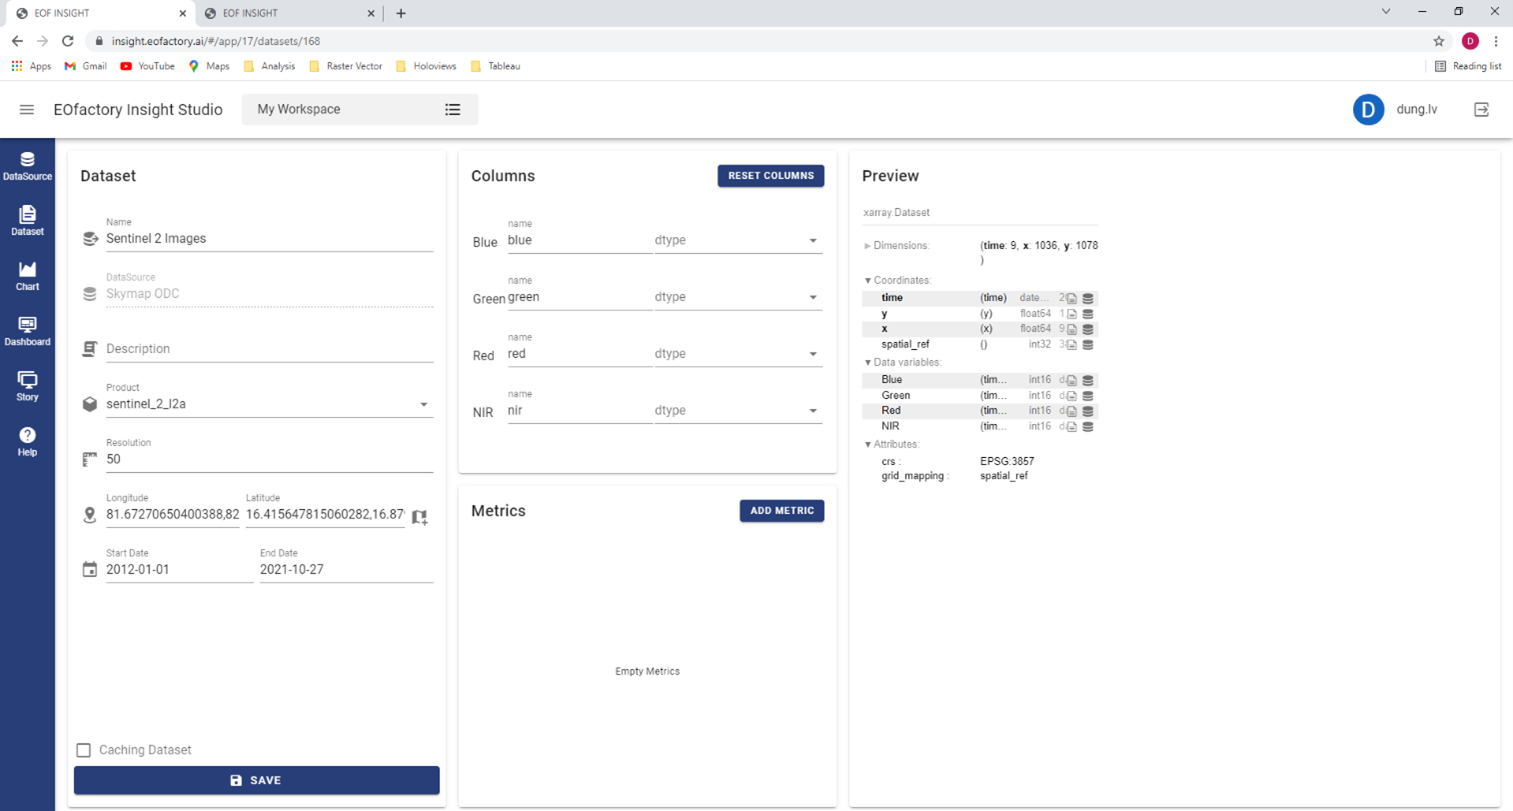 EOF INSIGHT
EOF INSIGHT
insight.eofactory.ai/#/app/17/datasets/168
D
Apps Gmail YouTube Maps Analysis Raster Vector Holoviews Tableau Reading list
EOfactory Insight Studio
My Workspace
D dung.lv
DataSource
Dataset
Chart
Dashboard
Story
Help
Dataset
Name
Sentinel 2 Images
DataSource
Skymap ODC
Description
Product
sentinel_2_l2a
Resolution
50
Longitude Latitude
81.67270650400388,82 16.415647815060282,16.87
Start Date End Date
2012-01-01 2021-10-27
Caching Dataset
SAVE
Columns
RESET COLUMNS
name
Blue blue dtype
name
Green green dtype
name
Red red dtype
name
NIR nir dtype
Metrics
ADD METRIC
Empty Metrics
Preview
xarray.Dataset
Dimensions: (time: 9, x: 1036, y: 1078
)
Coordinates:
time (time) date... 2
y (y) float64 1
x (x) float64 9
spatial_ref () int32 3
Data variables:
Blue (tim... int16 d
Green (tim... int16 d
Red (tim... int16 d
NIR (tim... int16 d
Attributes:
crs : EPSG:3857
grid_mapping : spatial_ref